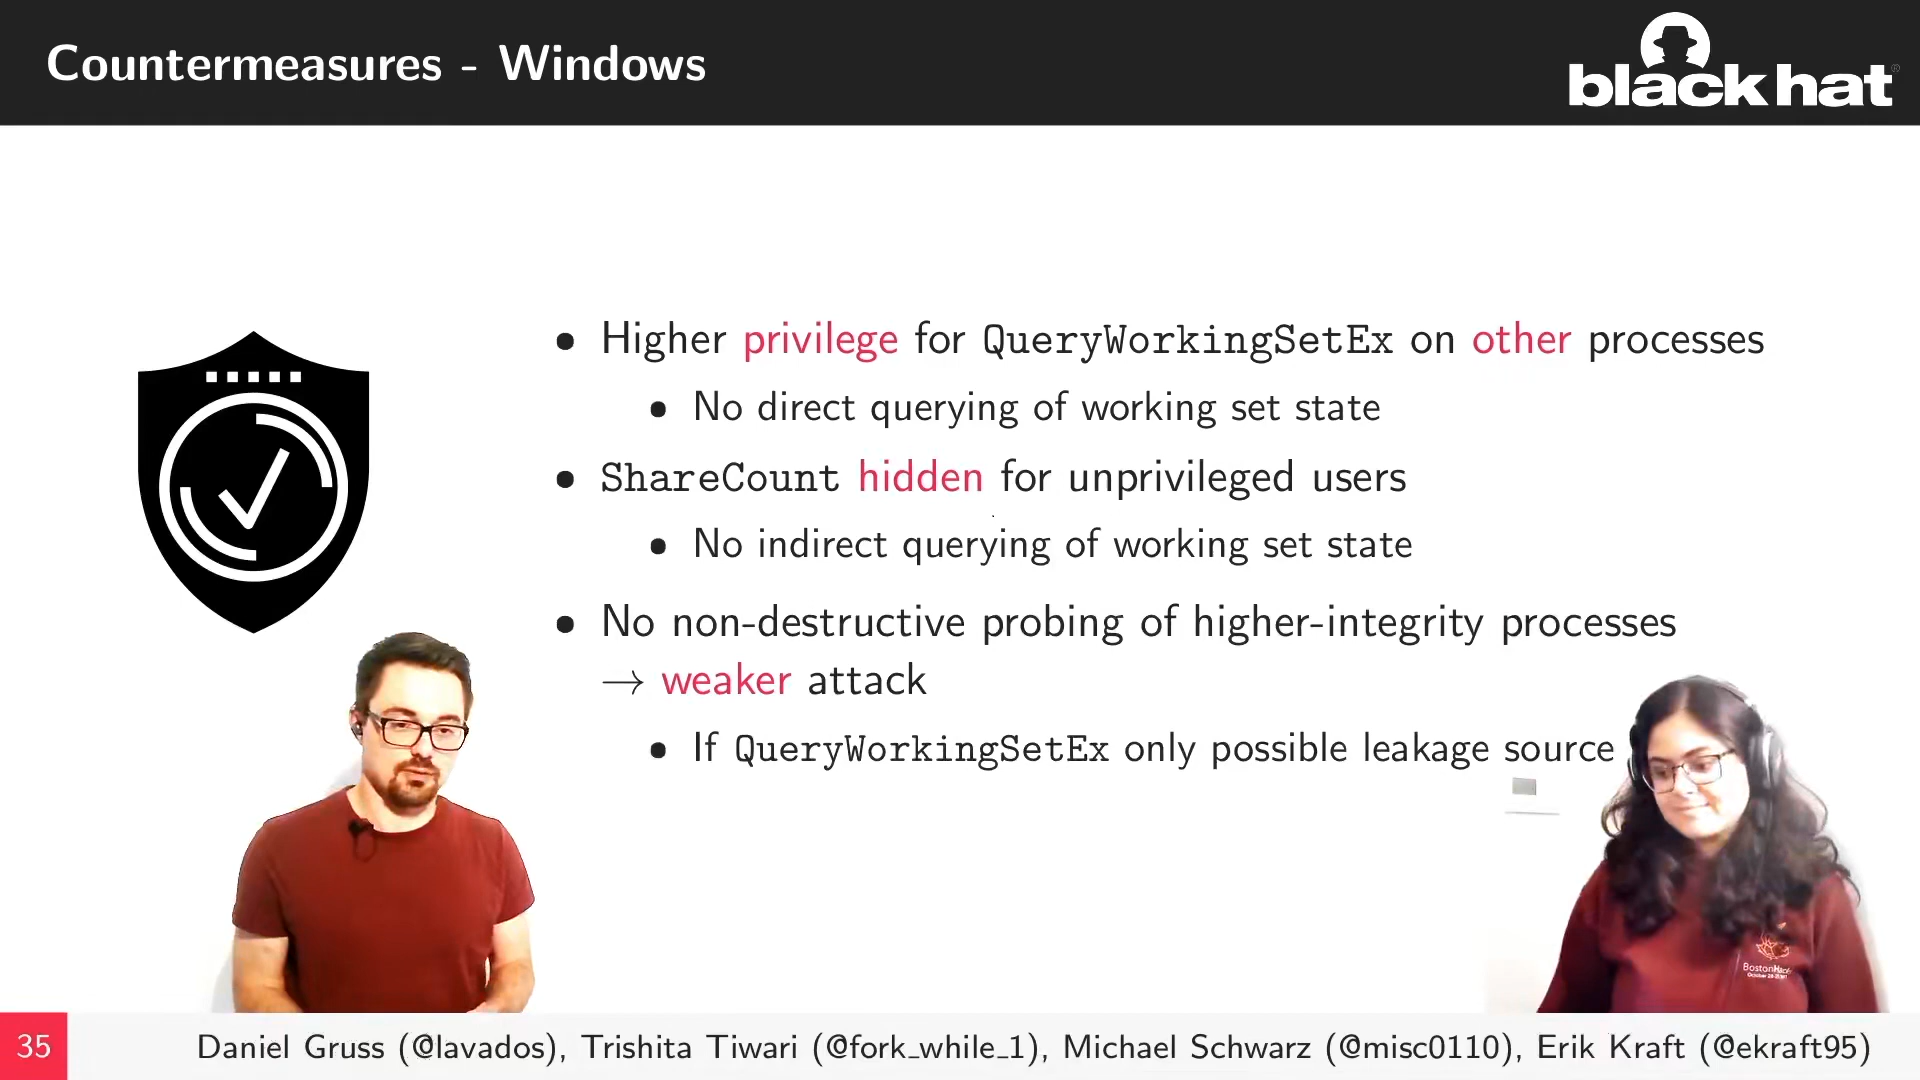 Countermeasures - Windows
black hat®
• Higher privilege for QueryWorkingSetEx on other processes
• No direct querying of working set state
• ShareCount hidden for unprivileged users
• No indirect querying of working set state
• No non-destructive probing of higher-integrity processes
→ weaker attack
• If QueryWorkingSetEx only possible leakage source
35
Daniel Gruss (@lavados), Trishita Tiwari (@fork_while_1), Michael Schwarz (@misc0110), Erik Kraft (@ekraft95)